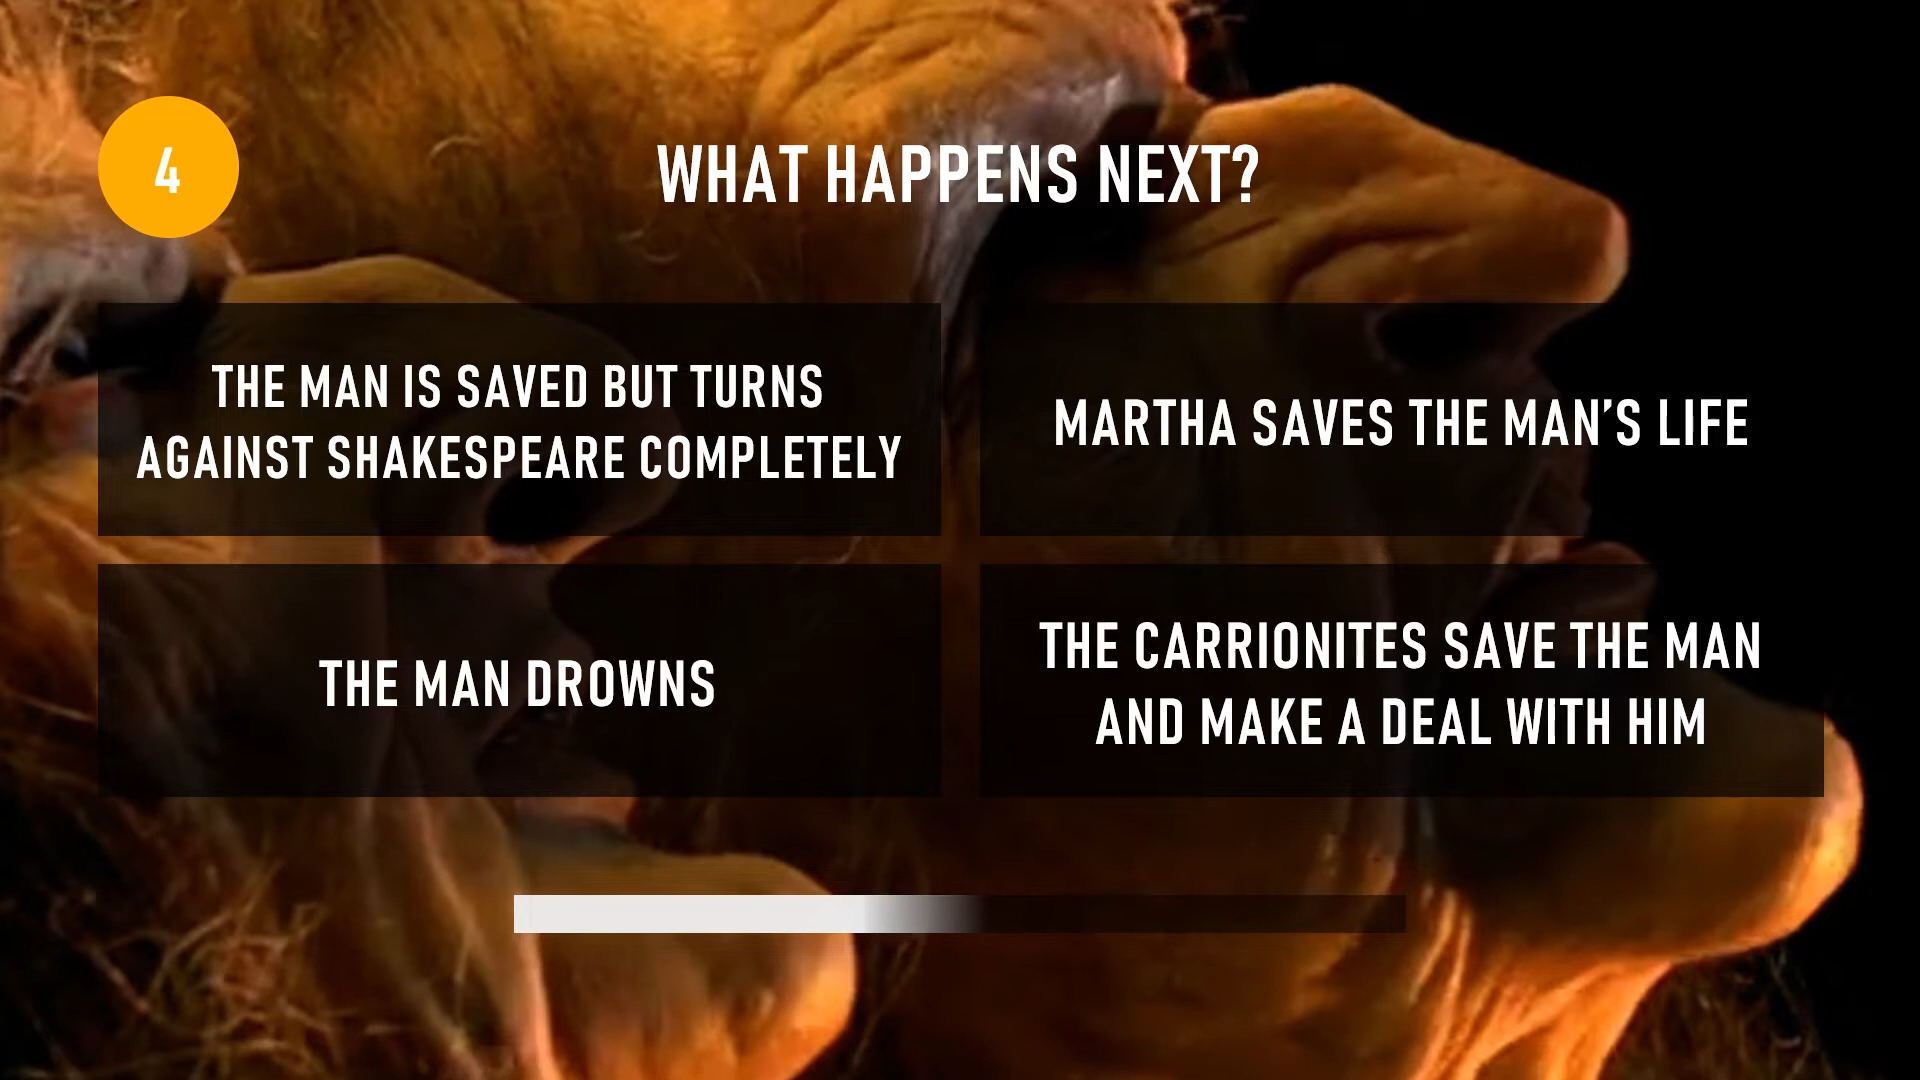 4
WHAT HAPPENS NEXT?
THE MAN IS SAVED BUT TURNS
AGAINST SHAKESPEARE COMPLETELY
MARTHA SAVES THE MAN’S LIFE
THE MAN DROWNS
THE CARRIONITES SAVE THE MAN
AND MAKE A DEAL WITH HIM